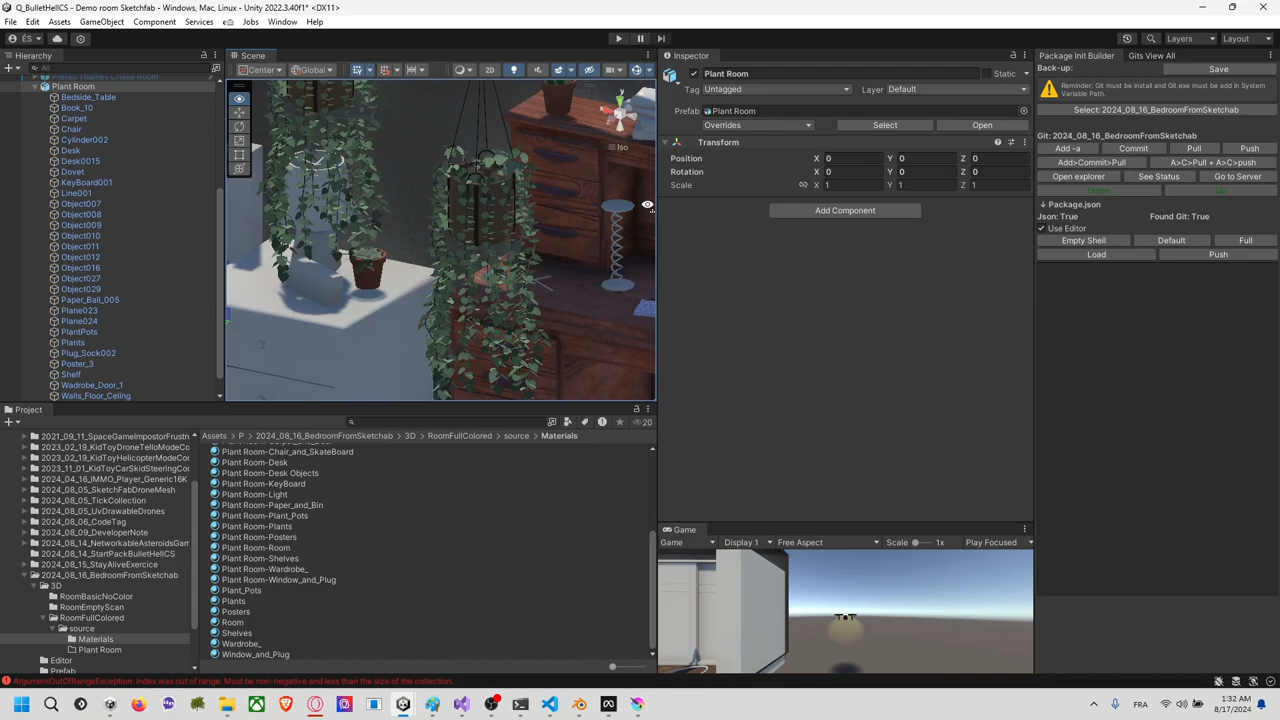 Q_BulletHellCS - Demo room Sketchfab - Windows, Mac, Linux - Unity 2022.3.40f1* <DX11>
File Edit Assets GameObject Component Services Jobs Window Help
ÉS Layers Layout
Hierarchy
All
Plant Room
Bedside_Table
Book_10
Carpet
Chair
Cylinder002
Desk
Desk0015
Dovet
KeyBoard001
Line001
Object007
Object008
Object009
Object010
Object011
Object012
Object016
Object027
Object029
Paper_Ball_005
Plane023
Plane024
PlantPots
Plants
Plug_Sock002
Poster_3
Shelf
Wadrobe_Door_1
Walls_Floor_Celing
Scene
Center Global 2D
y
x
Iso
Inspector
Plant Room Static
Tag Untagged Layer Default
Prefab Plant Room
Overrides Select Open
Transform
Position X 0 Y 0 Z 0
Rotation X 0 Y 0 Z 0
Scale X 1 Y 1 Z 1
Add Component
Package Init Builder Gits View All
Back-up: Save
Reminder: Git must be install and Git.exe must be add in System Variable Path.
Select: 2024_08_16_BedroomFromSketchab
Git: 2024_08_16_BedroomFromSketchab
Add -a Commit Pull Push
Add>Commit>Pull A>C>Pull + A>C>push
Open explorer See Status Go to Server
Down Up
Package.json
Json: True Found Git: True
Use Editor
Empty Shell Default Full
Load Push
Project
20
2021_09_11_SpaceGameImpostorFrustr
2023_02_19_KidToyDroneTelloModeCo
2023_02_19_KidToyHelicopterModeCo
2023_11_01_KidToyCarSkidSteeringCo
2024_04_16_IMMO_Player_Generic16K
2024_08_05_SketchFabDroneMesh
2024_08_05_TickCollection
2024_08_05_UvDrawableDrones
2024_08_06_CodeTag
2024_08_09_DeveloperNote
2024_08_14_NetworkableAsteroidsGam
2024_08_14_StartPackBulletHellCS
2024_08_15_StayAliveExercice
2024_08_16_BedroomFromSketchab
3D
RoomBasicNoColor
RoomEmptyScan
RoomFullColored
source
Materials
Plant Room
Editor
Prefab
Assets > P > 2024_08_16_BedroomFromSketchab > 3D > RoomFullColored > source > Materials
Plant Room-Chair_and_SkateBoard
Plant Room-Desk
Plant Room-Desk Objects
Plant Room-KeyBoard
Plant Room-Light
Plant Room-Paper_and_Bin
Plant Room-Plant_Pots
Plant Room-Plants
Plant Room-Posters
Plant Room-Room
Plant Room-Shelves
Plant Room-Wardrobe_
Plant Room-Window_and_Plug
Plant_Pots
Plants
Posters
Room
Shelves
Wardrobe_
Window_and_Plug
Game
Game Display 1 Free Aspect Scale 1x Play Focused
ArgumentOutOfRangeException: Index was out of range. Must be non-negative and less than the size of the collection.
FRA
1:32 AM
8/17/2024